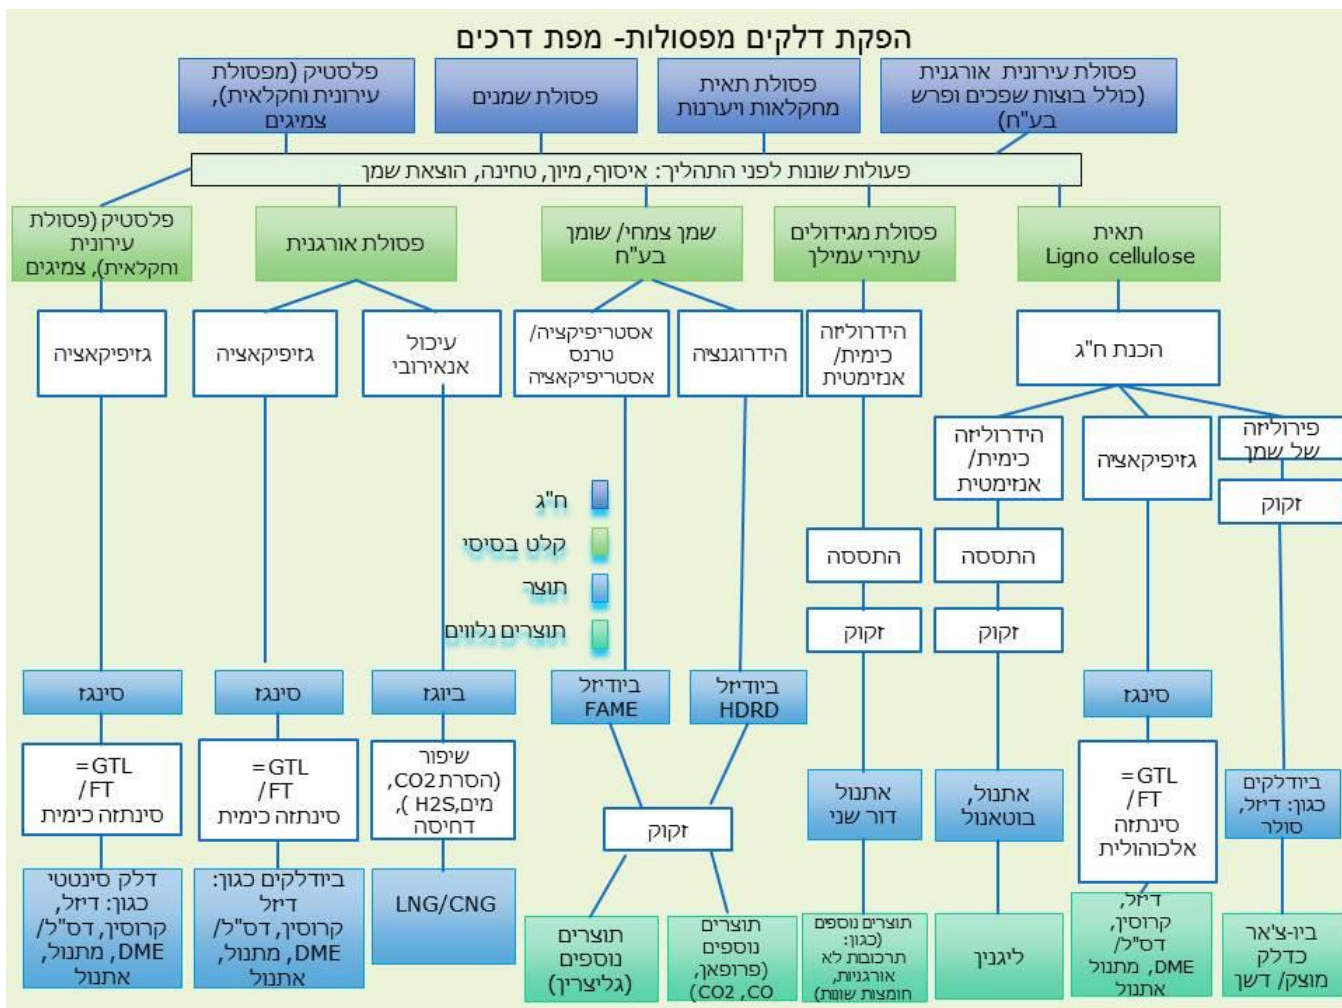 הפקת דלקים מפסולות- מפת דרכים
פסולת עירונית אורגנית
(כולל בוצות שפכים ופרש
בע"ח)
פסולת תאית
מחקלאות ויערנות
פסולת שמנים
פלסטיק (מפסולת
עירונית וחקלאית),
צמיגים
פעולות שונות לפני התהליך: איסוף, מיון, טחינה, הוצאת שמן
תאית
Ligno cellulose
פסולת מגידולים
עתירי עמילן
שמן צמחי/ שומן
בע"ח
פסולת אורגנית
פלסטיק (פסולת
עירונית
וחקלאית), צמיגים
הכנת ח"ג
הידרוליזה
כימית/
אנזימטית
הידרוגנציה
אסטריפיקציה/
טרנס
אסטריפיקאציה
עיכול
אנאירובי
גזיפיקאציה
גזיפיקאציה
פירוליזה
של שמן
גזיפיקאציה
הידרוליזה
כימית/
אנזימטית
זקוק
התססה
התססה
זקוק
זקוק
ח"ג
קלט בסיסי
תוצר
תוצרים נלווים
סינגז
ביודיזל
HDRD
ביודיזל
FAME
ביוגז
סינגז
סינגז
ביודלקים
כגון: דיזל,
סולר
=GTL
/FT
סינתזה
אלכוהולית
אתנול,
בוטאנול
אתנול
דור שני
זקוק
שיפור
(הסרת CO2,
מים,H2S ),
דחיסה
=GTL
/FT
סינתזה כימית
=GTL
/FT
סינתזה כימית
ביו-צ'אר
כדלק
מוצק/ דשך
דיזל,
קרוסין,
דס"ל/
DME, מתנול
אתנול
ליגנין
תוצרים נוספים
(כגון:
תרכובות לא
אורגניות,
חומצות שונות)
תוצרים
נוספים
(פרופאן,
CO2 ,CO)
תוצרים
נוספים
(גליצרין)
LNG/CNG
ביודלקים כגון:
דיזל
קרוסין, דס"ל/
DME, מתנול,
אתנול
דלק סינטטי
כגון: דיזל,
קרוסין, דס"ל/
DME, מתנול,
אתנול